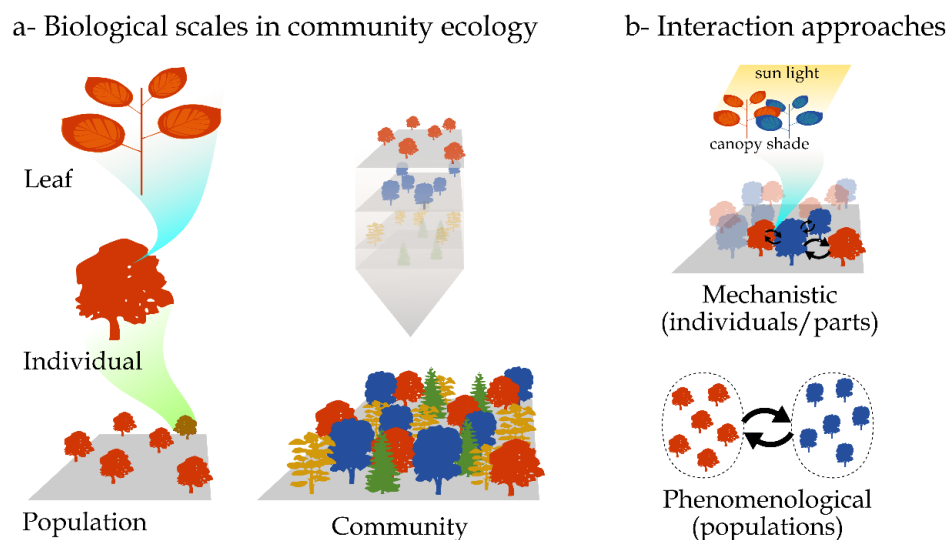 a- Biological scales in community ecology
Leaf
Individual
Population
Community
b- Interaction approaches
sun light
canopy shade
Mechanistic
(individuals/parts)
Phenomenological
(populations)